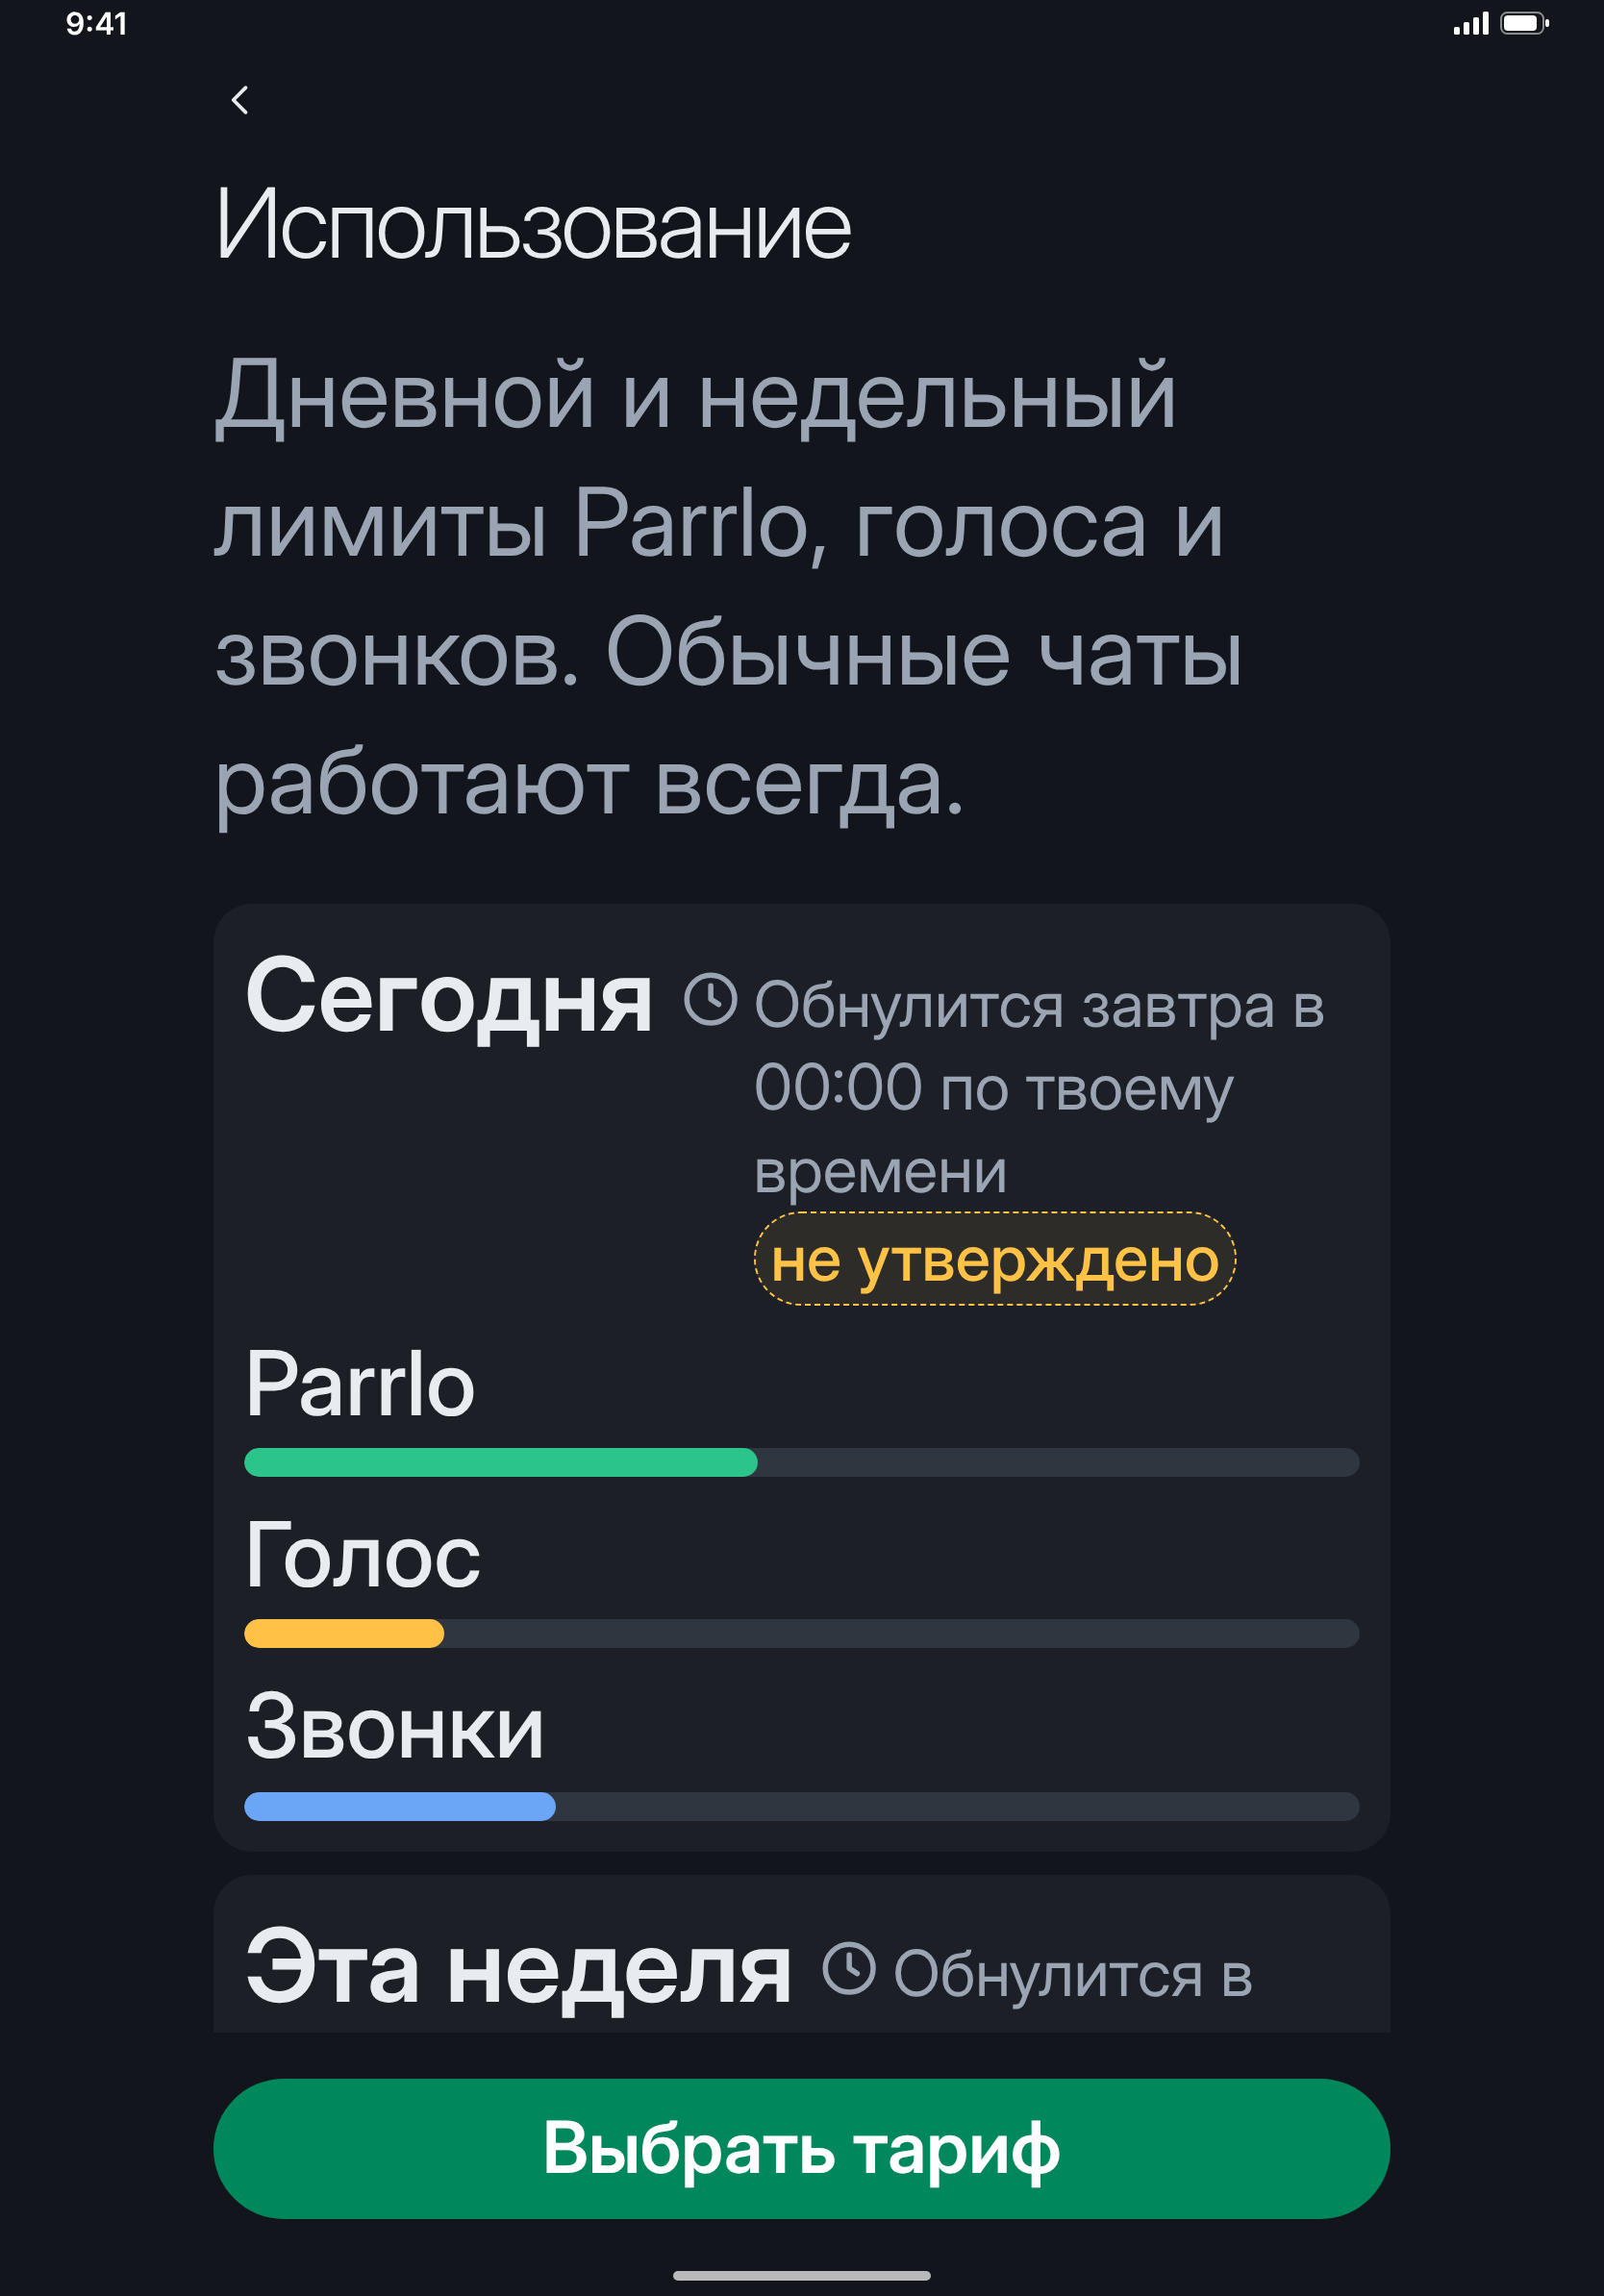 9:41
Использование
Дневной и недельный
лимиты Parrlo, голоса и
звонков. Обычные чаты
работают всегда.
Сегодня
Обнулится завтра в
00:00 по твоему
времени
не утверждено
Parrlo
Голос
Звонки
Эта неделя
Обнулится в
Выбрать тариф